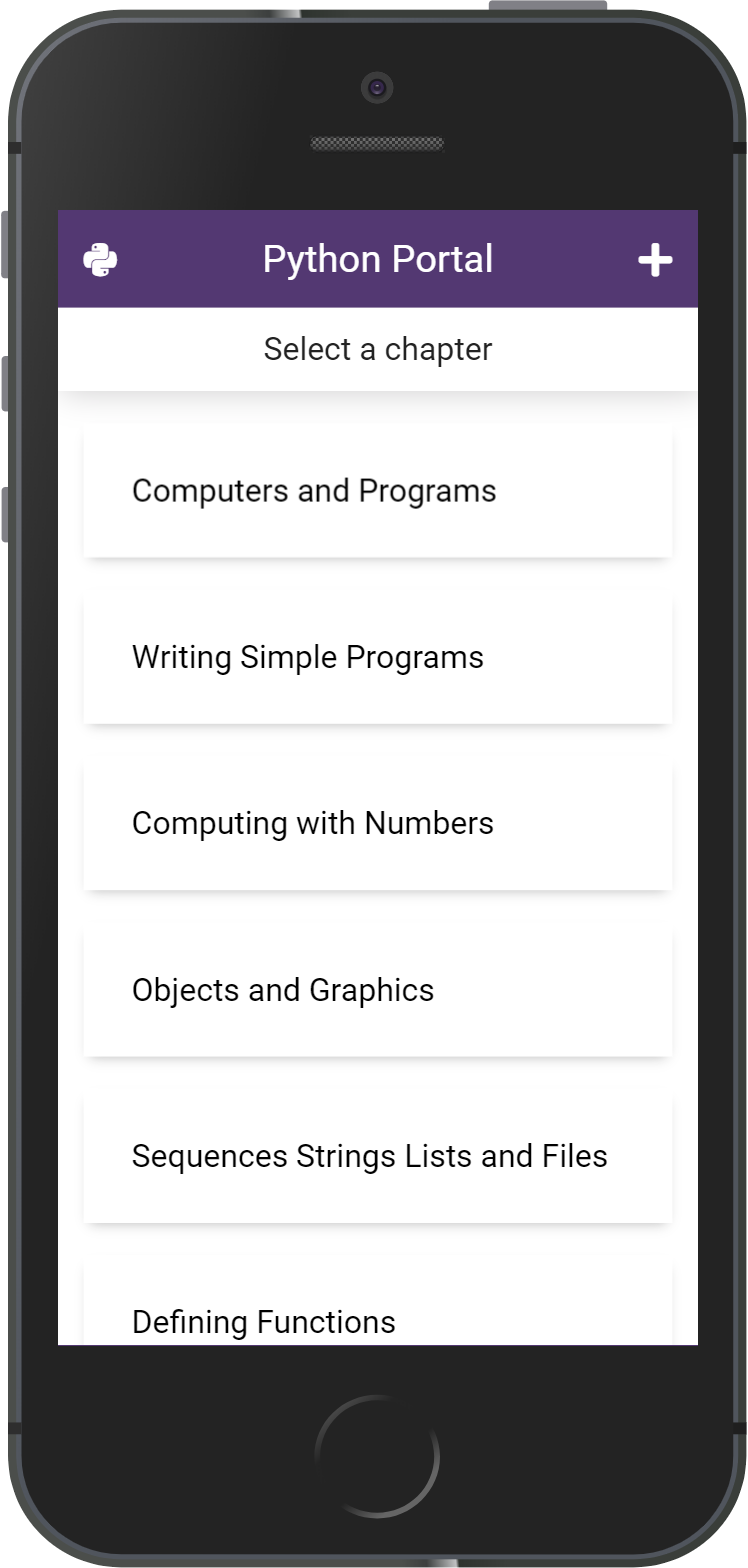 Python Portal
Select a chapter
Computers and Programs
Writing Simple Programs
Computing with Numbers
Objects and Graphics
Sequences Strings Lists and Files
Defining Functions